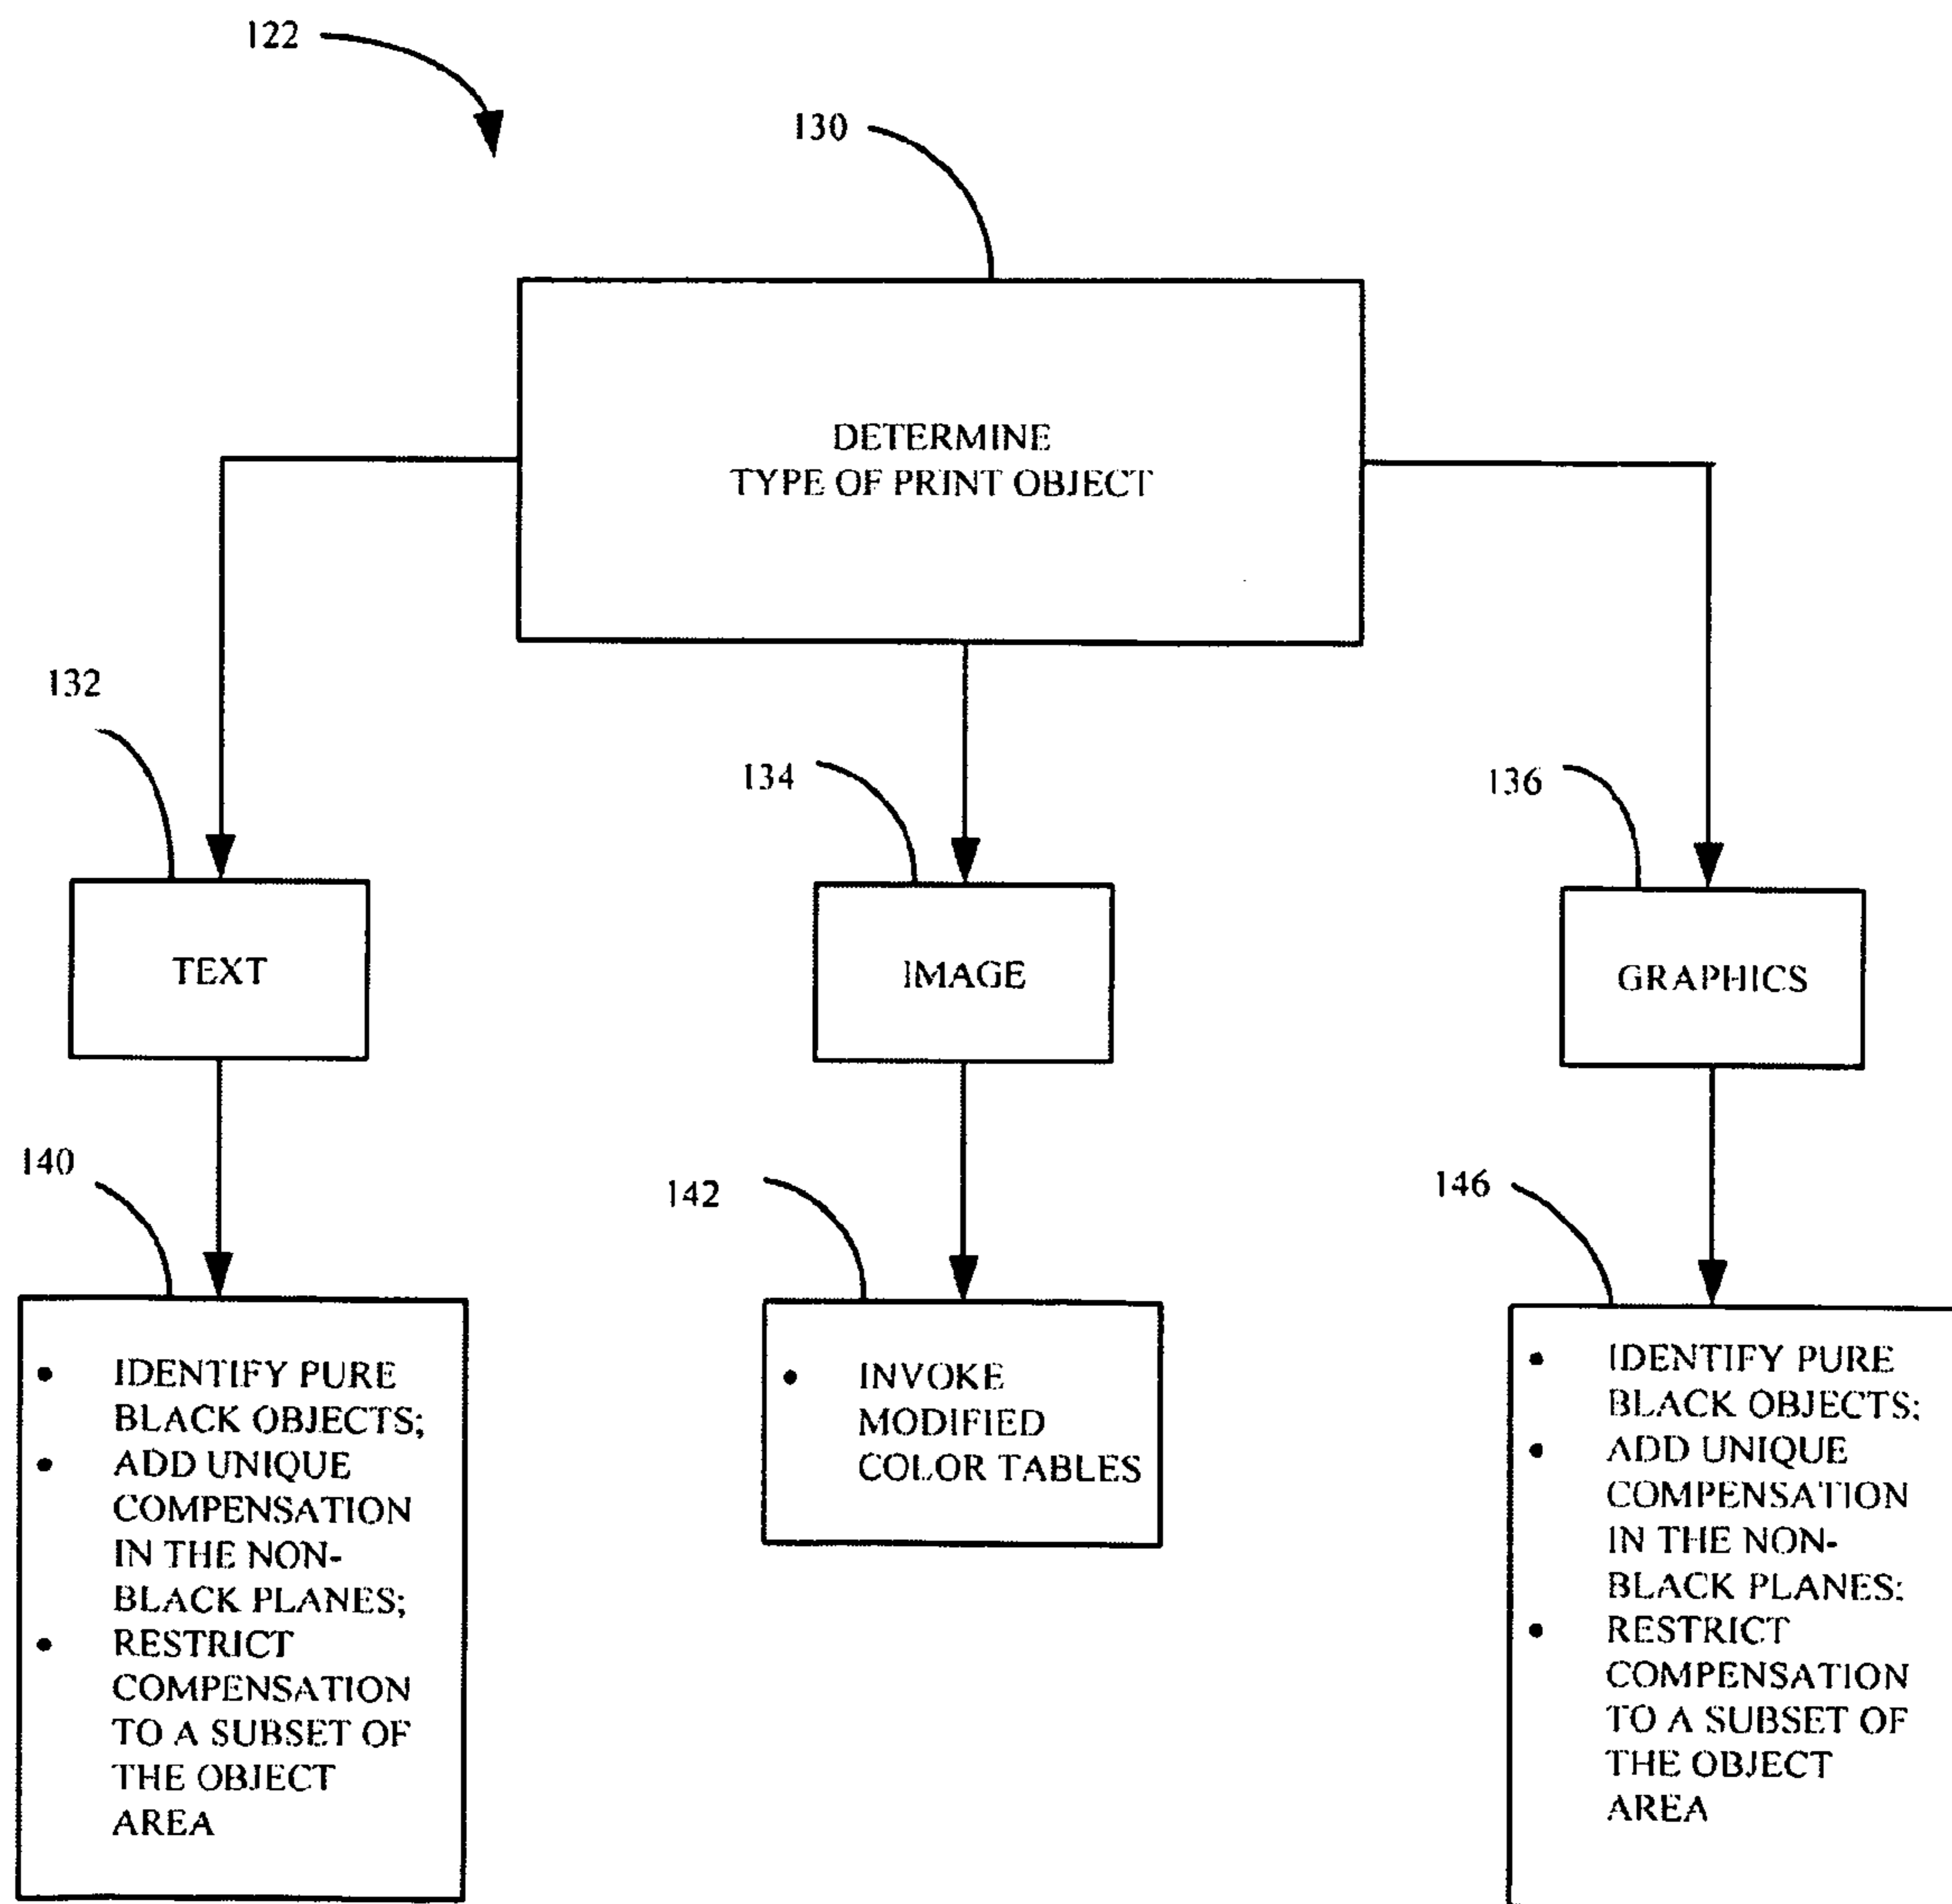 122
130
DETERMINE
TYPE OF PRINT OBJECT
132
134
136
TEXT
IMAGE
GRAPHICS
140
142
146
• IDENTIFY PURE
BLACK OBJECTS;
• ADD UNIQUE
COMPENSATION
IN THE NON-
BLACK PLANES;
• RESTRICT
COMPENSATION
TO A SUBSET OF
THE OBJECT
AREA
• INVOKE
MODIFIED
COLOR TABLES
• IDENTIFY PURE
BLACK OBJECTS;
• ADD UNIQUE
COMPENSATION
IN THE NON-
BLACK PLANES;
• RESTRICT
COMPENSATION
TO A SUBSET OF
THE OBJECT
AREA